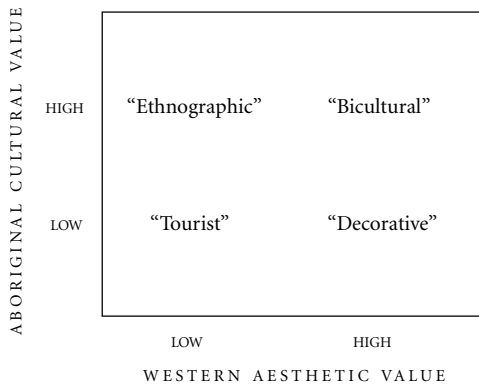 ABORIGINAL CULTURAL VALUE
HIGH
“Ethnographic”
“Bicultural”
LOW
“Tourist”
“Decorative”
LOW
HIGH
WESTERN AESTHETIC VALUE